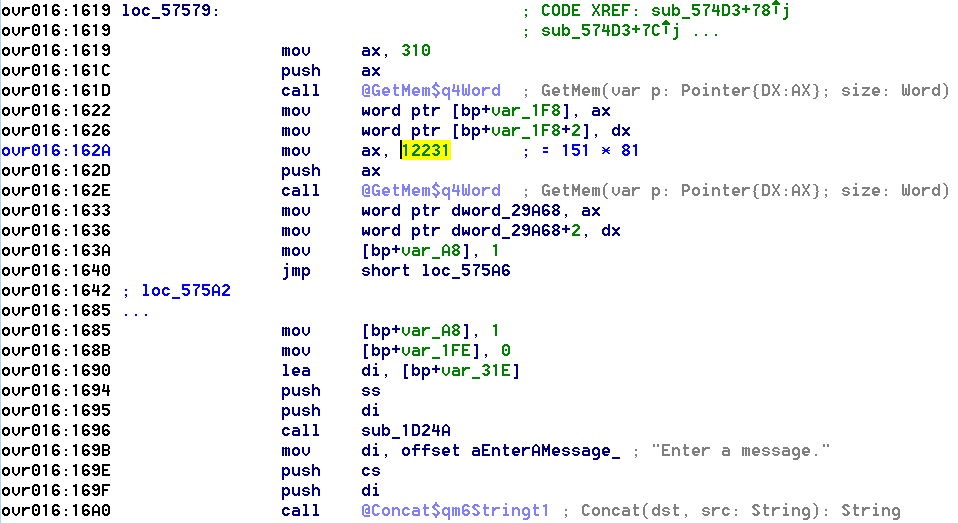 ovr016:1619 loc_57579: ; CODE XREF: sub_574D3+78↑j
ovr016:1619 ; sub_574D3+7C↑j ...
ovr016:1619 mov ax, 310
ovr016:161C push ax
ovr016:161D call @GetMem$q4Word ; GetMem(var p: Pointer{DX:AX}; size: Word)
ovr016:1622 mov word ptr [bp+var_1F8], ax
ovr016:1626 mov word ptr [bp+var_1F8+2], dx
ovr016:162A mov ax, 12231 ; = 151 * 81
ovr016:162D push ax
ovr016:162E call @GetMem$q4Word ; GetMem(var p: Pointer{DX:AX}; size: Word)
ovr016:1633 mov word ptr dword_29A68, ax
ovr016:1636 mov word ptr dword_29A68+2, dx
ovr016:163A mov [bp+var_A8], 1
ovr016:1640 jmp short loc_575A6
ovr016:1642 ; loc_575A2
ovr016:1685 ...
ovr016:1685 mov [bp+var_A8], 1
ovr016:168B mov [bp+var_1FE], 0
ovr016:1690 lea di, [bp+var_31E]
ovr016:1694 push ss
ovr016:1695 push di
ovr016:1696 call sub_1D24A
ovr016:169B mov di, offset aEnterAMessage_ ; "Enter a message."
ovr016:169E push cs
ovr016:169F push di
ovr016:16A0 call @Concat$qm6Stringt1 ; Concat(dst, src: String): String